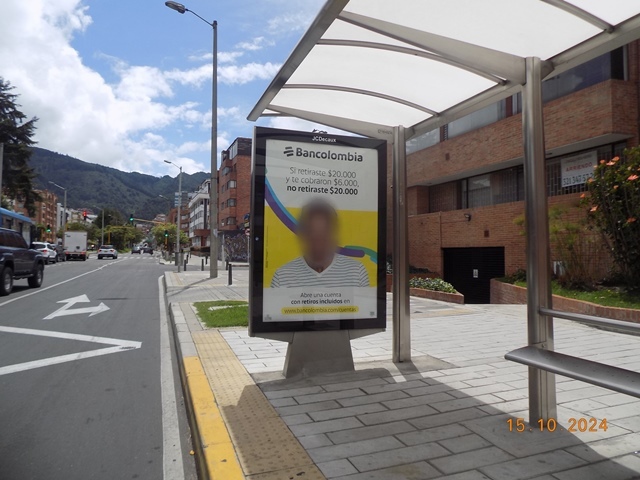 JCDecaux
Bancolombia
Si retiraste $20.000
y te cobraron $6.000,
no retiraste $20.000
Abre una cuenta
con retiros incluidos en
15 10 2024